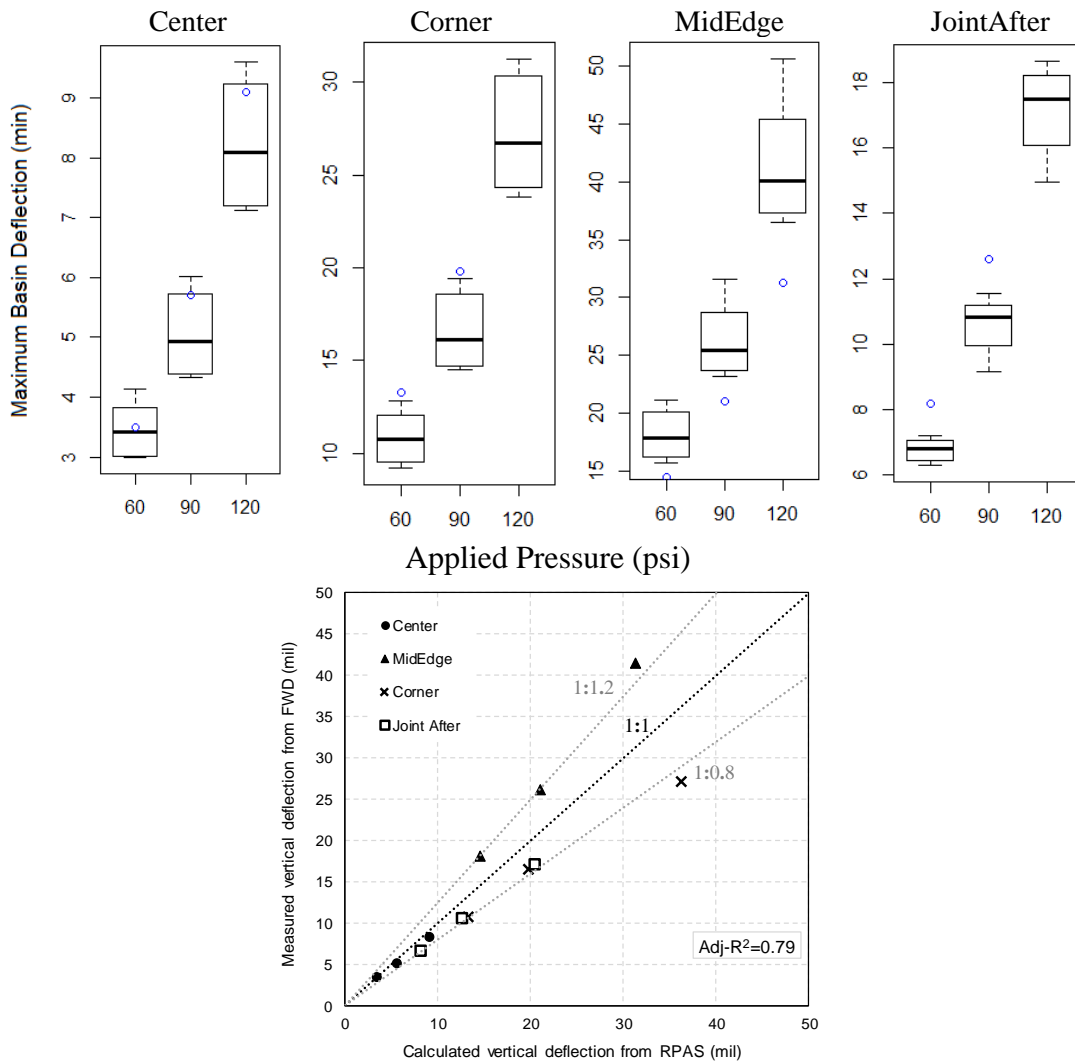 Center Corner MidEdge JointAfter
Maximum Basin Deflection (min)
3 4 5 6 7 8 9
60 90 120
10 15 20 25 30
60 90 120
15 20 25 30 35 40 45 50
60 90 120
6 8 10 12 14 16 18
60 90 120
Applied Pressure (psi)
Measured vertical deflection from FWD (mil)
50
45
40
35
30
25
20
15
10
5
0
Center
MidEdge
Corner
Joint After
1:1.2
1:1
1:0.8
Adj-R²=0.79
0 10 20 30 40 50
Calculated vertical deflection from RPAS (mil)